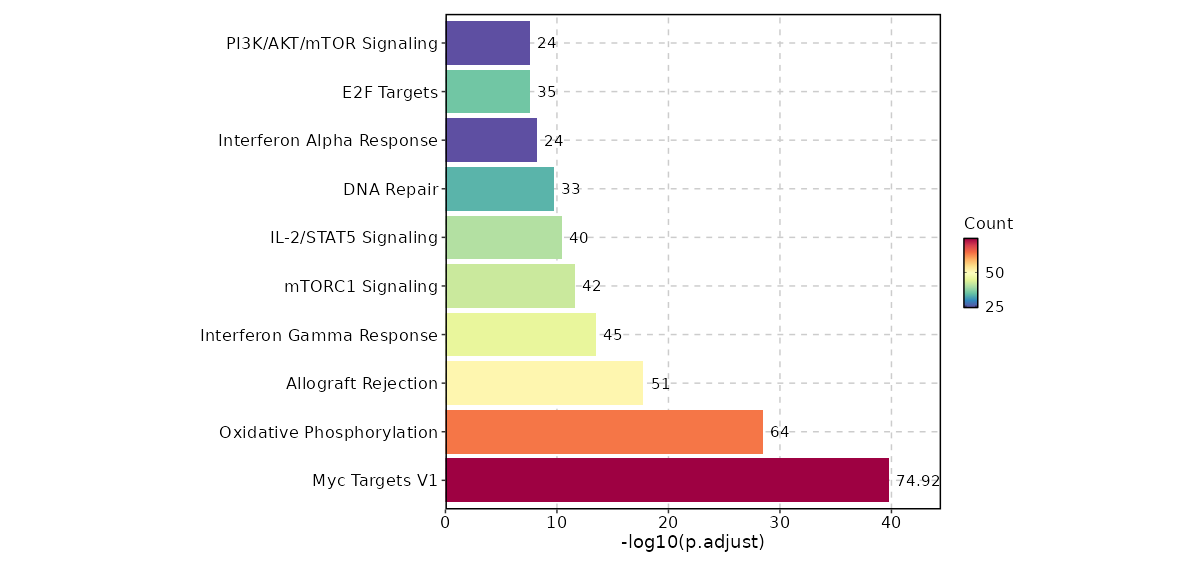 PI3K/AKT/mTOR Signaling 24
E2F Targets 35
Interferon Alpha Response 24
DNA Repair 33
IL-2/STAT5 Signaling 40
mTORC1 Signaling 42
Interferon Gamma Response 45
Allograft Rejection 51
Oxidative Phosphorylation 64
Myc Targets V1 74.92
0 10 20 30 40
-log10(p.adjust)
Count
50
25